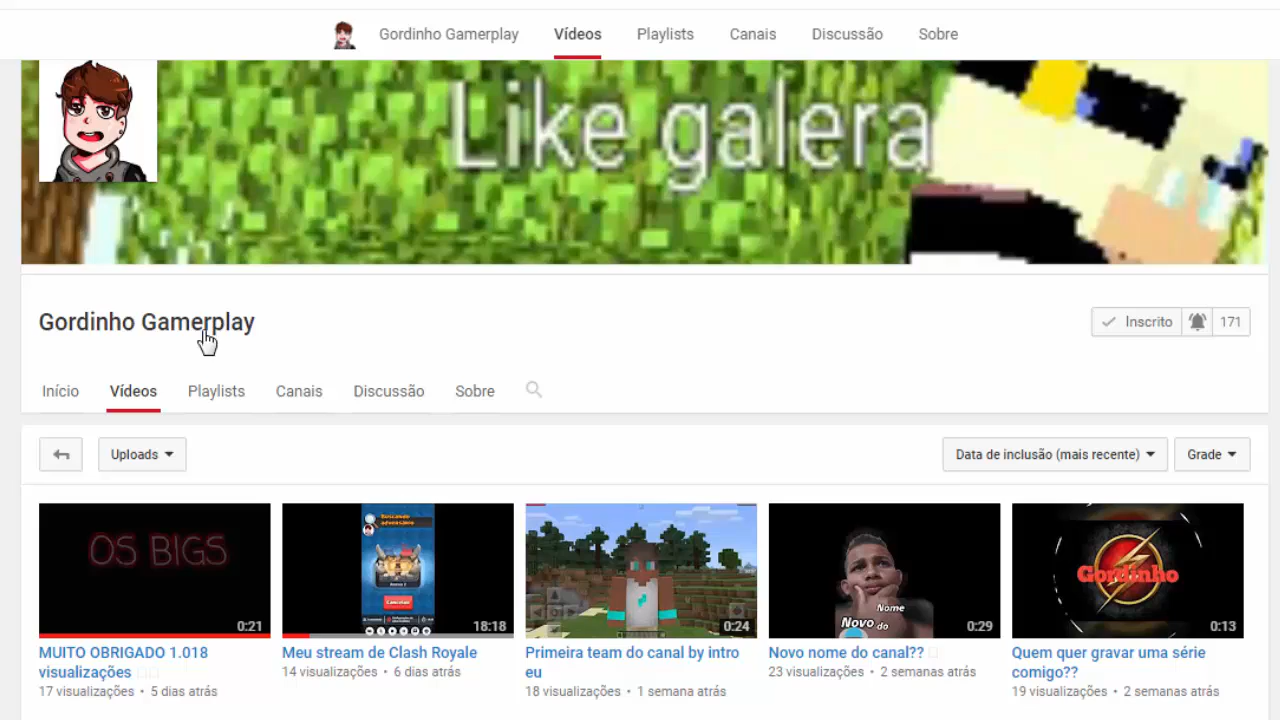 Gordinho Gamerplay Vídeos Playlists Canais Discussão Sobre
Like galera
Gordinho Gamerplay
Inscrito 171
Início Vídeos Playlists Canais Discussão Sobre
Uploads Data de inclusão (mais recente) Grade
OS BIGS
0:21
Buscando
adversário
Cancelar
18:18
0:24
Nome
Novo do
0:29
Gordinho
0:13
MUITO OBRIGADO 1.018
visualizações
17 visualizações • 5 dias atrás
Meu stream de Clash Royale
14 visualizações • 6 dias atrás
Primeira team do canal by intro
eu
18 visualizações • 1 semana atrás
Novo nome do canal??
23 visualizações • 2 semanas atrás
Quem quer gravar uma série
comigo??
19 visualizações • 2 semanas atrás